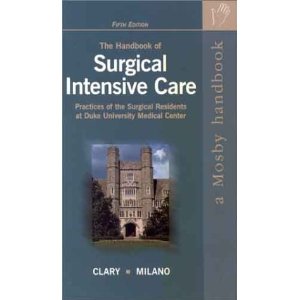 FIFTH EDITION
The Handbook of
Surgical
Intensive Care
Practices of the Surgical Residents
at Duke University Medical Center
CLARY ■ MILANO
a Mosby handbook